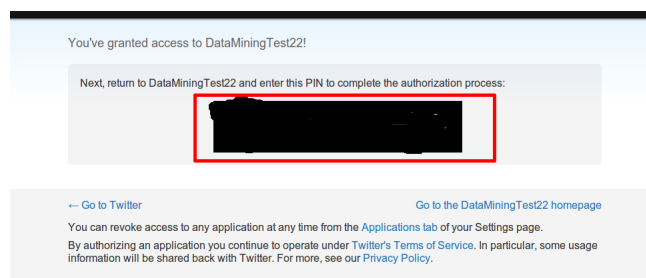 You've granted access to DataMiningTest22!
Next, return to DataMiningTest22 and enter this PIN to complete the authorization process:
← Go to Twitter
Go to the DataMiningTest22 homepage
You can revoke access to any application at any time from the Applications tab of your Settings page.
By authorizing an application you continue to operate under Twitter's Terms of Service. In particular, some usage
information will be shared back with Twitter. For more, see our Privacy Policy.